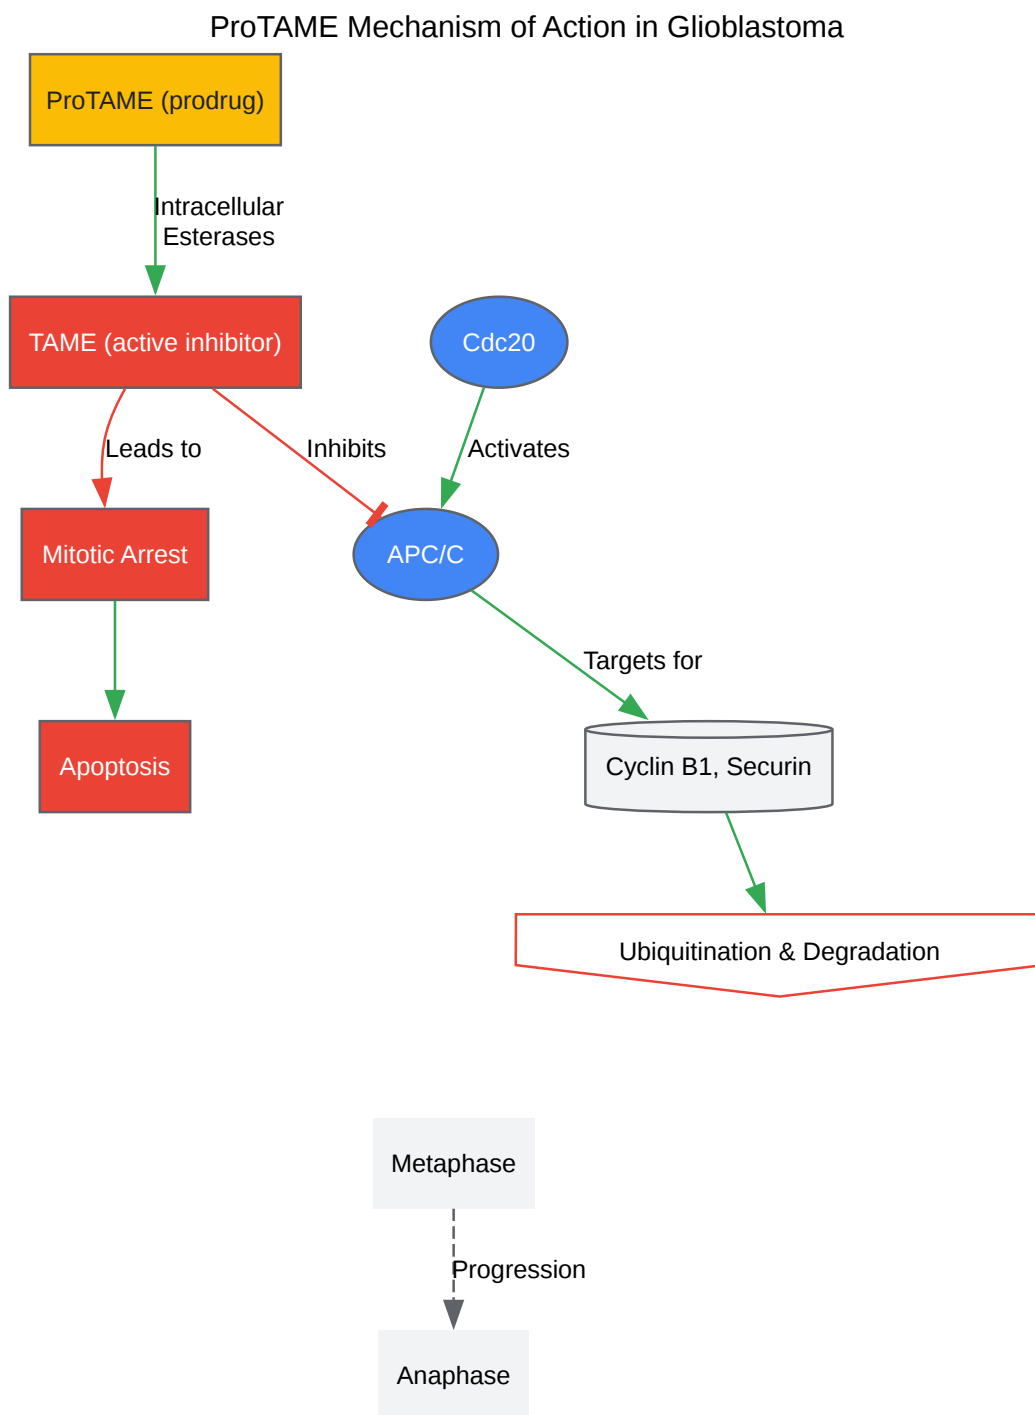 ProTAME Mechanism of Action in Glioblastoma
ProTAME (prodrug)
Intracellular
Esterases
TAME (active inhibitor)
Cdc20
Leads to
Inhibits
Activates
Mitotic Arrest
APC/C
Targets for
Apoptosis
Cyclin B1, Securin
Ubiquitination & Degradation
Metaphase
Progression
Anaphase